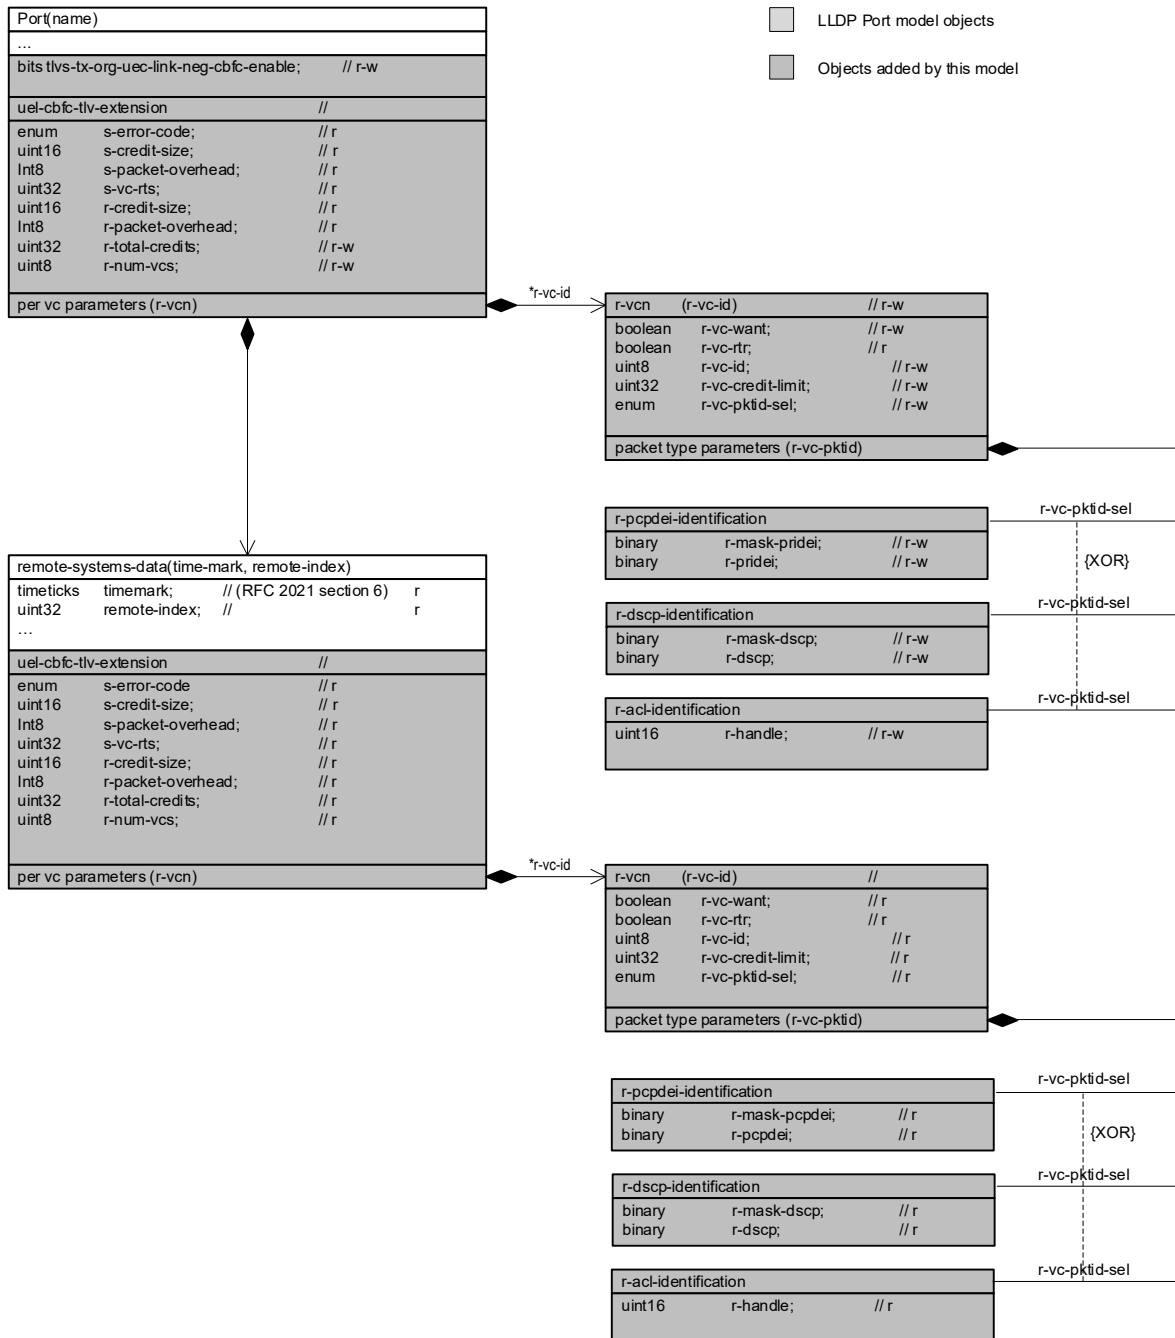 Port(name)
...
bits tlvs-tx-org-uec-link-neg-cbfc-enable; // r-w
uel-cbfc-tlv-extension //
enum s-error-code; // r
uint16 s-credit-size; // r
Int8 s-packet-overhead; // r
uint32 s-vc-rts; // r
uint16 r-credit-size; // r
Int8 r-packet-overhead; // r
uint32 r-total-credits; // r-w
uint8 r-num-vcs; // r-w
per vc parameters (r-vcn)
LLDP Port model objects
Objects added by this model
*r-vc-id
r-vcn (r-vc-id) // r-w
boolean r-vc-want; // r-w
boolean r-vc-rtr; // r
uint8 r-vc-id; // r-w
uint32 r-vc-credit-limit; // r-w
enum r-vc-pktid-sel; // r-w
packet type parameters (r-vc-pktid)
r-pcpdei-identification
binary r-mask-pridei; // r-w
binary r-pridei; // r-w
r-vc-pktid-sel
{XOR}
r-dscp-identification
binary r-mask-dscp; // r-w
binary r-dscp; // r-w
r-vc-pktid-sel
r-acl-identification
uint16 r-handle; // r-w
r-vc-pktid-sel
remote-systems-data(time-mark, remote-index)
timeticks timemark; // (RFC 2021 section 6) r
uint32 remote-index; // r
...
uel-cbfc-tlv-extension //
enum s-error-code // r
uint16 s-credit-size; // r
Int8 s-packet-overhead; // r
uint32 s-vc-rts; // r
uint16 r-credit-size; // r
Int8 r-packet-overhead; // r
uint32 r-total-credits; // r
uint8 r-num-vcs; // r
per vc parameters (r-vcn)
*r-vc-id
r-vcn (r-vc-id) //
boolean r-vc-want; // r
boolean r-vc-rtr; // r
uint8 r-vc-id; // r
uint32 r-vc-credit-limit; // r
enum r-vc-pktid-sel; // r
packet type parameters (r-vc-pktid)
r-pcpdei-identification
binary r-mask-pcpdei; // r
binary r-pcpdei; // r
r-vc-pktid-sel
{XOR}
r-dscp-identification
binary r-mask-dscp; // r
binary r-dscp; // r
r-vc-pktid-sel
r-acl-identification
uint16 r-handle; // r
r-vc-pktid-sel